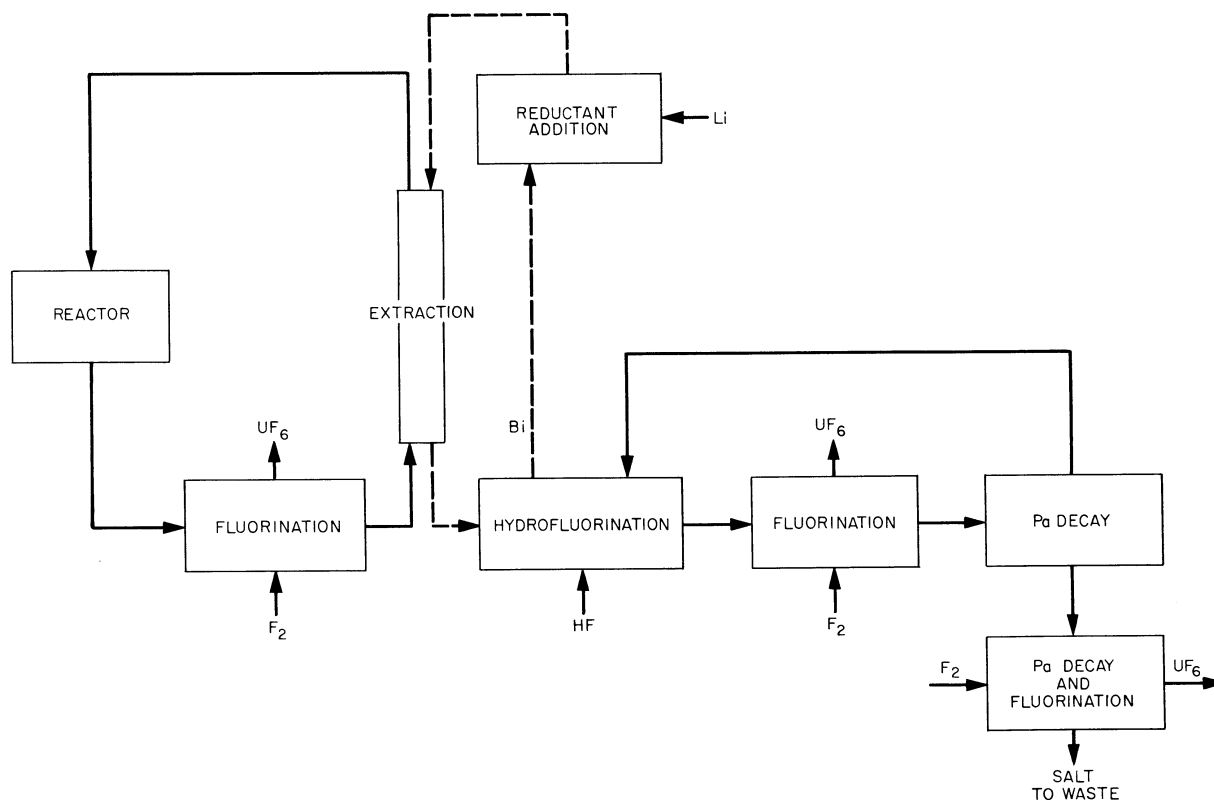 REDUCTANT
ADDITION
Li
REACTOR
EXTRACTION
Bi
UF6
UF6
FLUORINATION
HYDROFLUORINATION
FLUORINATION
Pa DECAY
F2
HF
F2
F2
Pa DECAY
AND
FLUORINATION
UF6
SALT
TO WASTE